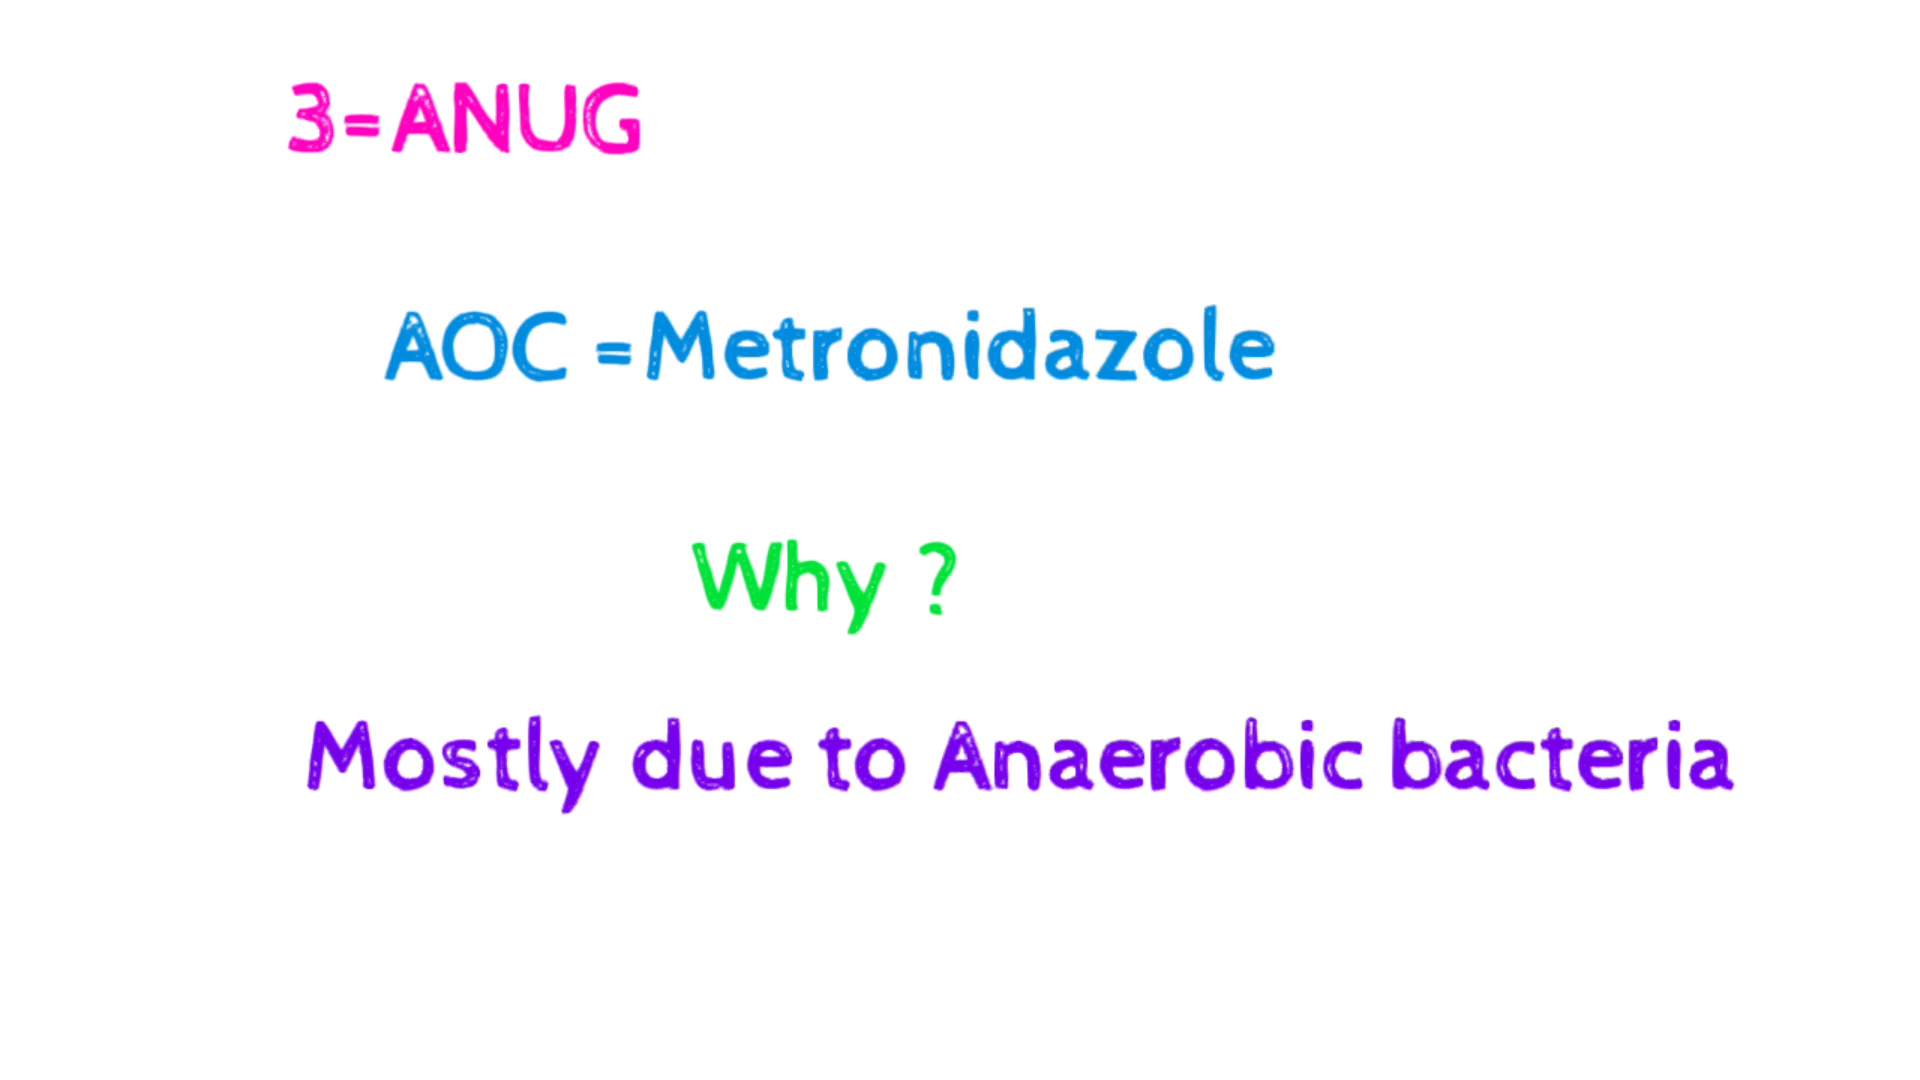 3=ANUG
AOC =Metronidazole
Why ?
Mostly due to Anaerobic bacteria